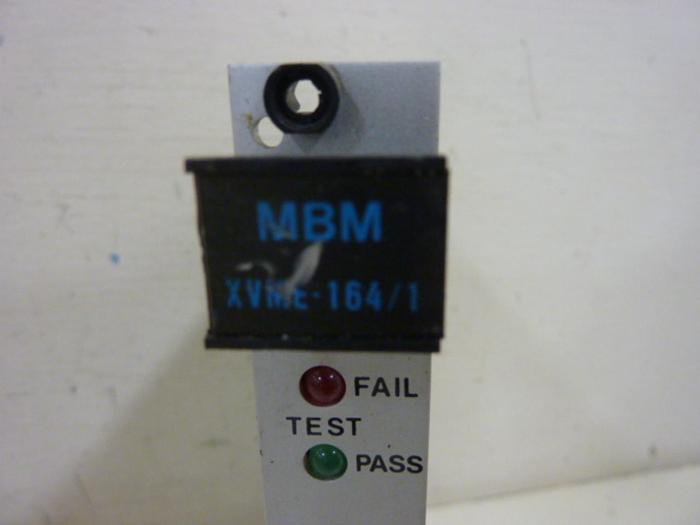 MBM
XVME-164/1
FAIL
TEST
PASS